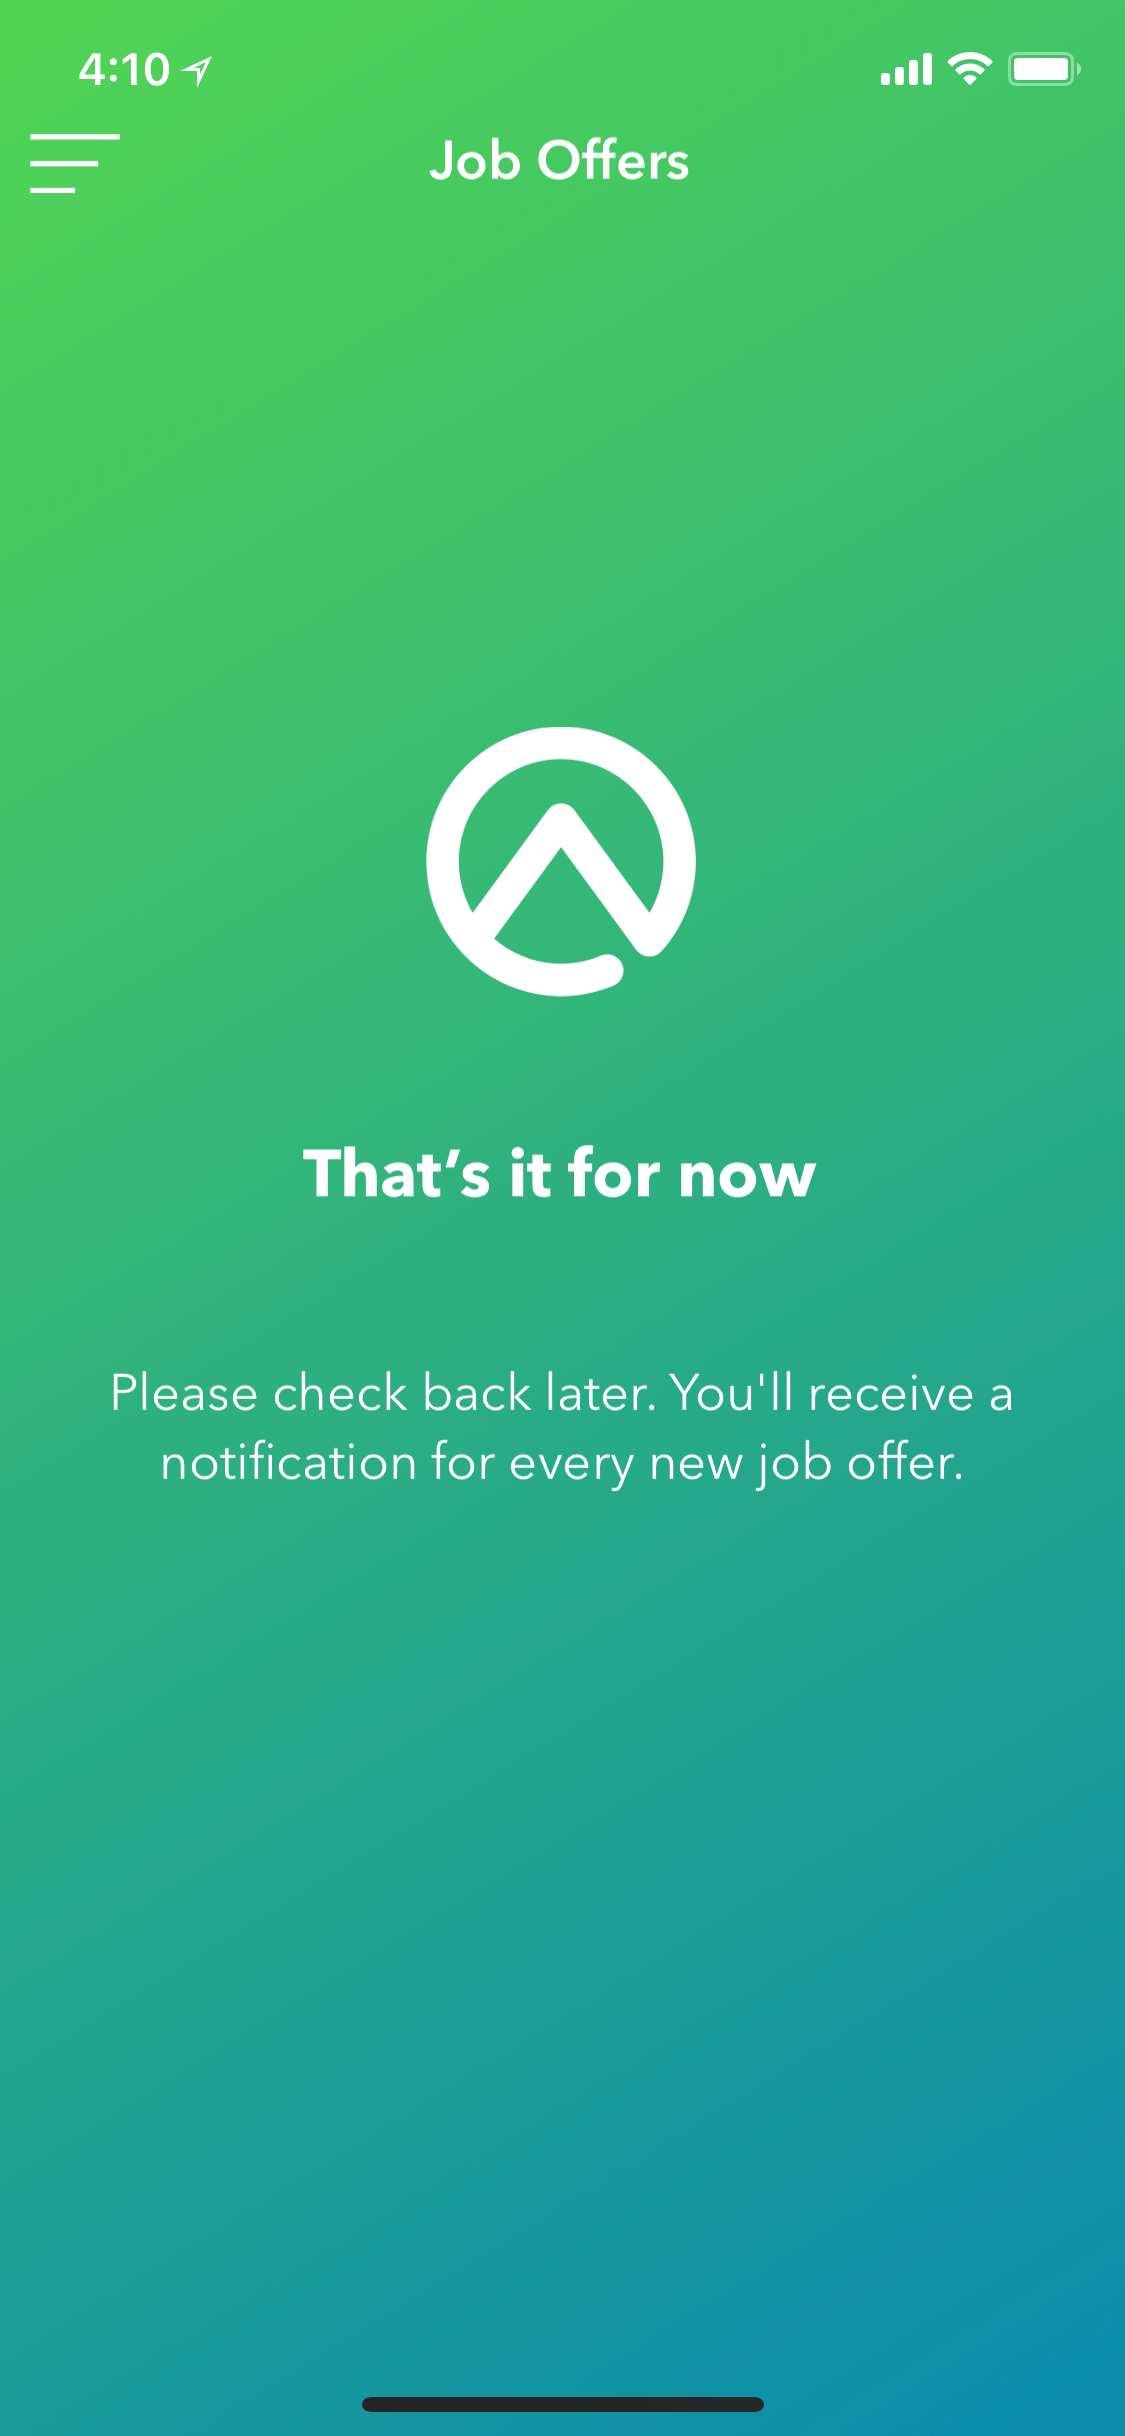 4:10
Job Offers
That’s it for now
Please check back later. You'll receive a
notification for every new job offer.